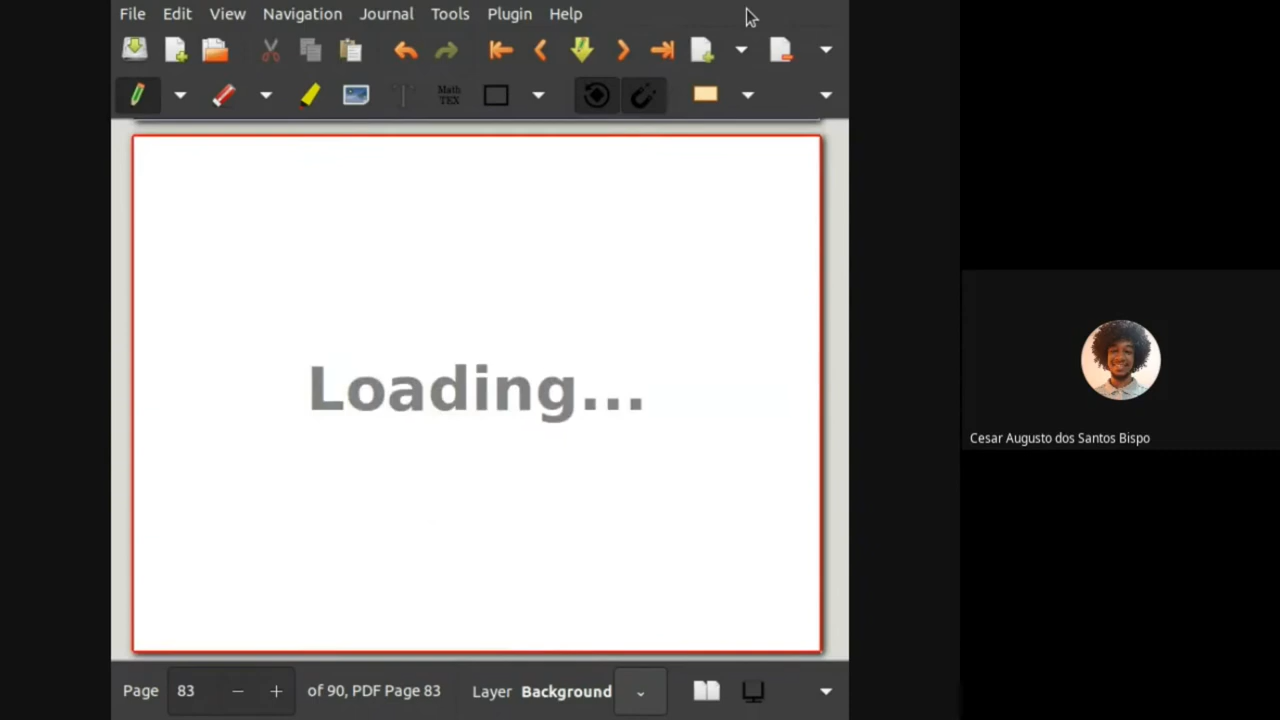 File Edit View Navigation Journal Tools Plugin Help
Math
TEX
Loading...
Cesar Augusto dos Santos Bispo
Page 83 of 90, PDF Page 83 Layer Background